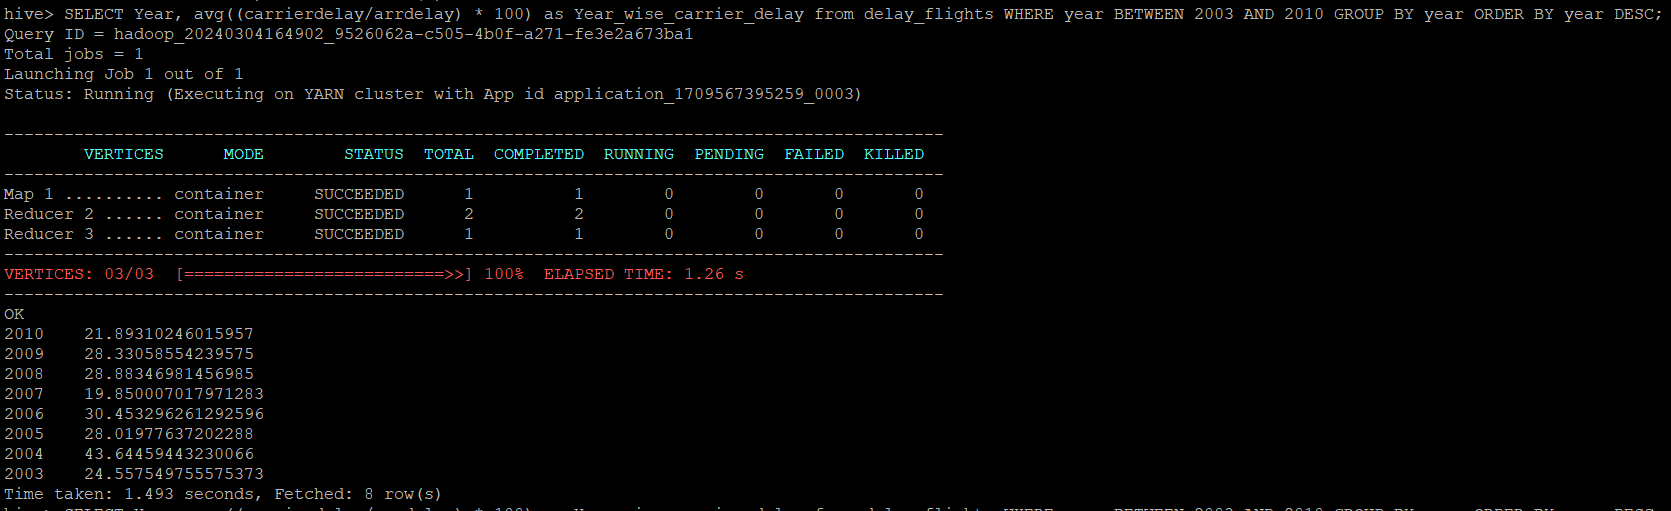 hive> SELECT Year, avg((carrierdelay/arrdelay) * 100) as Year_wise_carrier_delay from delay_flights WHERE year BETWEEN 2003 AND 2010 GROUP BY year ORDER BY year DESC;
Query ID = hadoop_20240304164902_9526062a-c505-4b0f-a271-fe3e2a673ba1
Total jobs = 1
Launching Job 1 out of 1
Status: Running (Executing on YARN cluster with App id application_1709567395259_0003)
----------------------------------------------------------------------------------------------
VERTICES MODE STATUS TOTAL COMPLETED RUNNING PENDING FAILED KILLED
----------------------------------------------------------------------------------------------
Map 1 .......... container SUCCEEDED 1 1 0 0 0 0
Reducer 2 ...... container SUCCEEDED 2 2 0 0 0 0
Reducer 3 ...... container SUCCEEDED 1 1 0 0 0 0
----------------------------------------------------------------------------------------------
VERTICES: 03/03 [==========================>>] 100% ELAPSED TIME: 1.26 s
----------------------------------------------------------------------------------------------
OK
2010 21.89310246015957
2009 28.33058554239575
2008 28.88346981456985
2007 19.850007017971283
2006 30.453296261292596
2005 28.01977637202288
2004 43.64459443230066
2003 24.557549755575373
Time taken: 1.493 seconds, Fetched: 8 row(s)